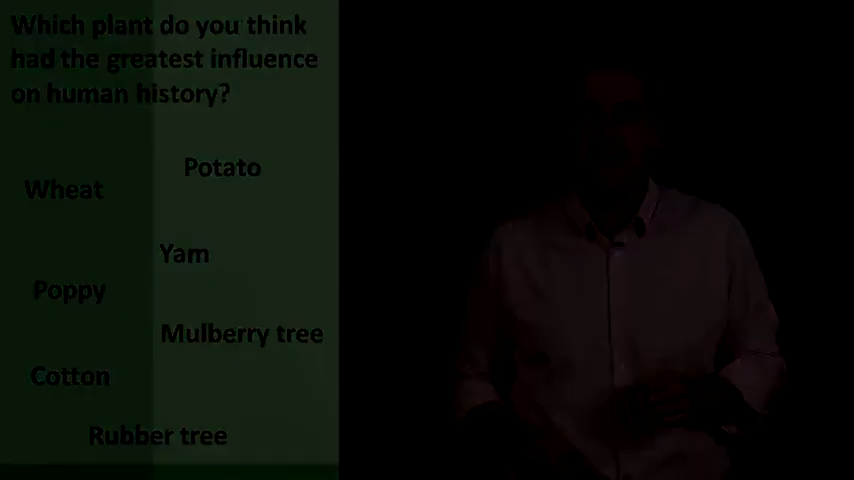 Which plant do you think
had the greatest influence
on human history?
Potato
Wheat
Yam
Poppy
Mulberry tree
Cotton
Rubber tree